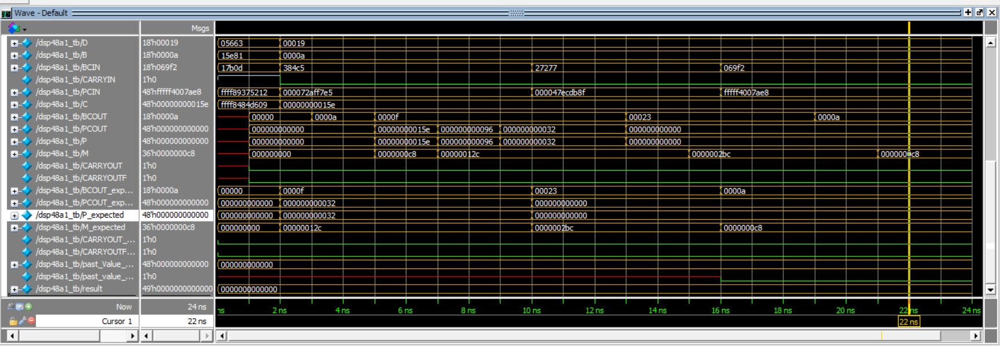 Wave - Default
Msgs
/dsp48a1_tb/D 18'h00019 05663 00019
/dsp48a1_tb/B 18'h0000a 15e81 0000a
/dsp48a1_tb/BCIN 18'h069f2 17b0d 384c5 27277 069f2
/dsp48a1_tb/CARRYIN 1'h0
/dsp48a1_tb/PCIN 48'hfffff4007ae8 ffff89375212 000072aff7e5 000047ecdb8f fffff4007ae8
/dsp48a1_tb/C 48'h00000000015e ffff8484d609 00000000015e
/dsp48a1_tb/BCOUT 18'h0000a 00000 0000a 0000f 00023 0000a
/dsp48a1_tb/PCOUT 48'h000000000000 000000000000 00000000015e 000000000096 000000000032 000000000000
/dsp48a1_tb/P 48'h000000000000 000000000000 00000000015e 000000000096 000000000032 000000000000
/dsp48a1_tb/M 36'h0000000c8 000000000 0000000c8 00000012c 0000002bc 0000000c8
/dsp48a1_tb/CARRYOUT 1'h0
/dsp48a1_tb/CARRYOUTF 1'h0
/dsp48a1_tb/BCOUT_exp... 18'h0000a 00000 0000f 00023 0000a
/dsp48a1_tb/PCOUT_exp... 48'h000000000000 000000000000 000000000032 000000000000
/dsp48a1_tb/P_expected 48'h000000000000 000000000000 000000000032 000000000000
/dsp48a1_tb/M_expected 36'h0000000c8 000000000 00000012c 0000002bc 0000000c8
/dsp48a1_tb/CARRYOUT_... 1'h0
/dsp48a1_tb/CARRYOUTF... 1'h0
/dsp48a1_tb/past_Value_... 48'h000000000000 000000000000
/dsp48a1_tb/past_value_... 1'h0
/dsp48a1_tb/result 49'h0000000000000 0000000000000
Now 24 ns ns 2 ns 4 ns 6 ns 8 ns 10 ns 12 ns 14 ns 16 ns 18 ns 20 ns 22 ns 24 ns
Cursor 1 22 ns 22 ns